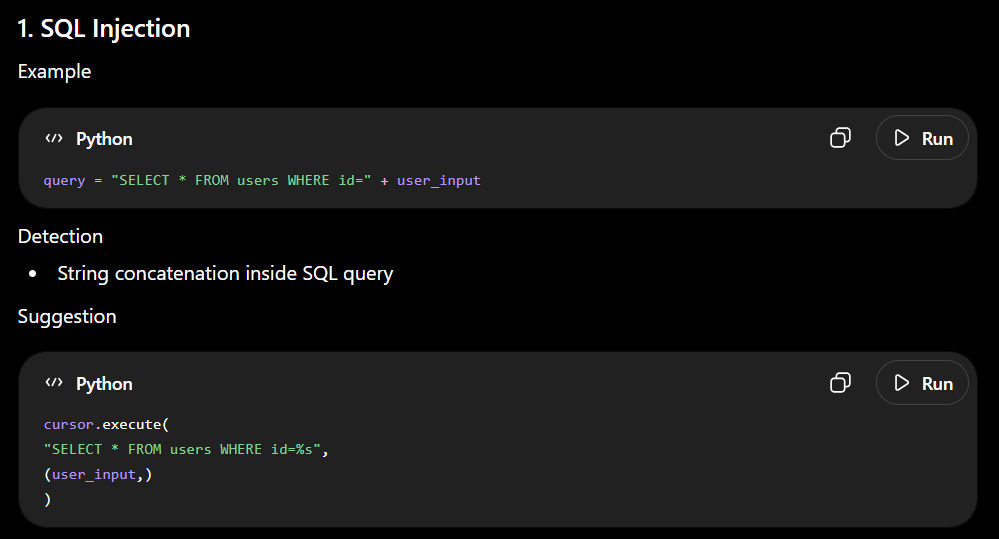 1. SQL Injection
Example
Python
Run
query = "SELECT * FROM users WHERE id=" + user_input
Detection
• String concatenation inside SQL query
Suggestion
Python
Run
cursor.execute(
"SELECT * FROM users WHERE id=%s",
(user_input,)
)